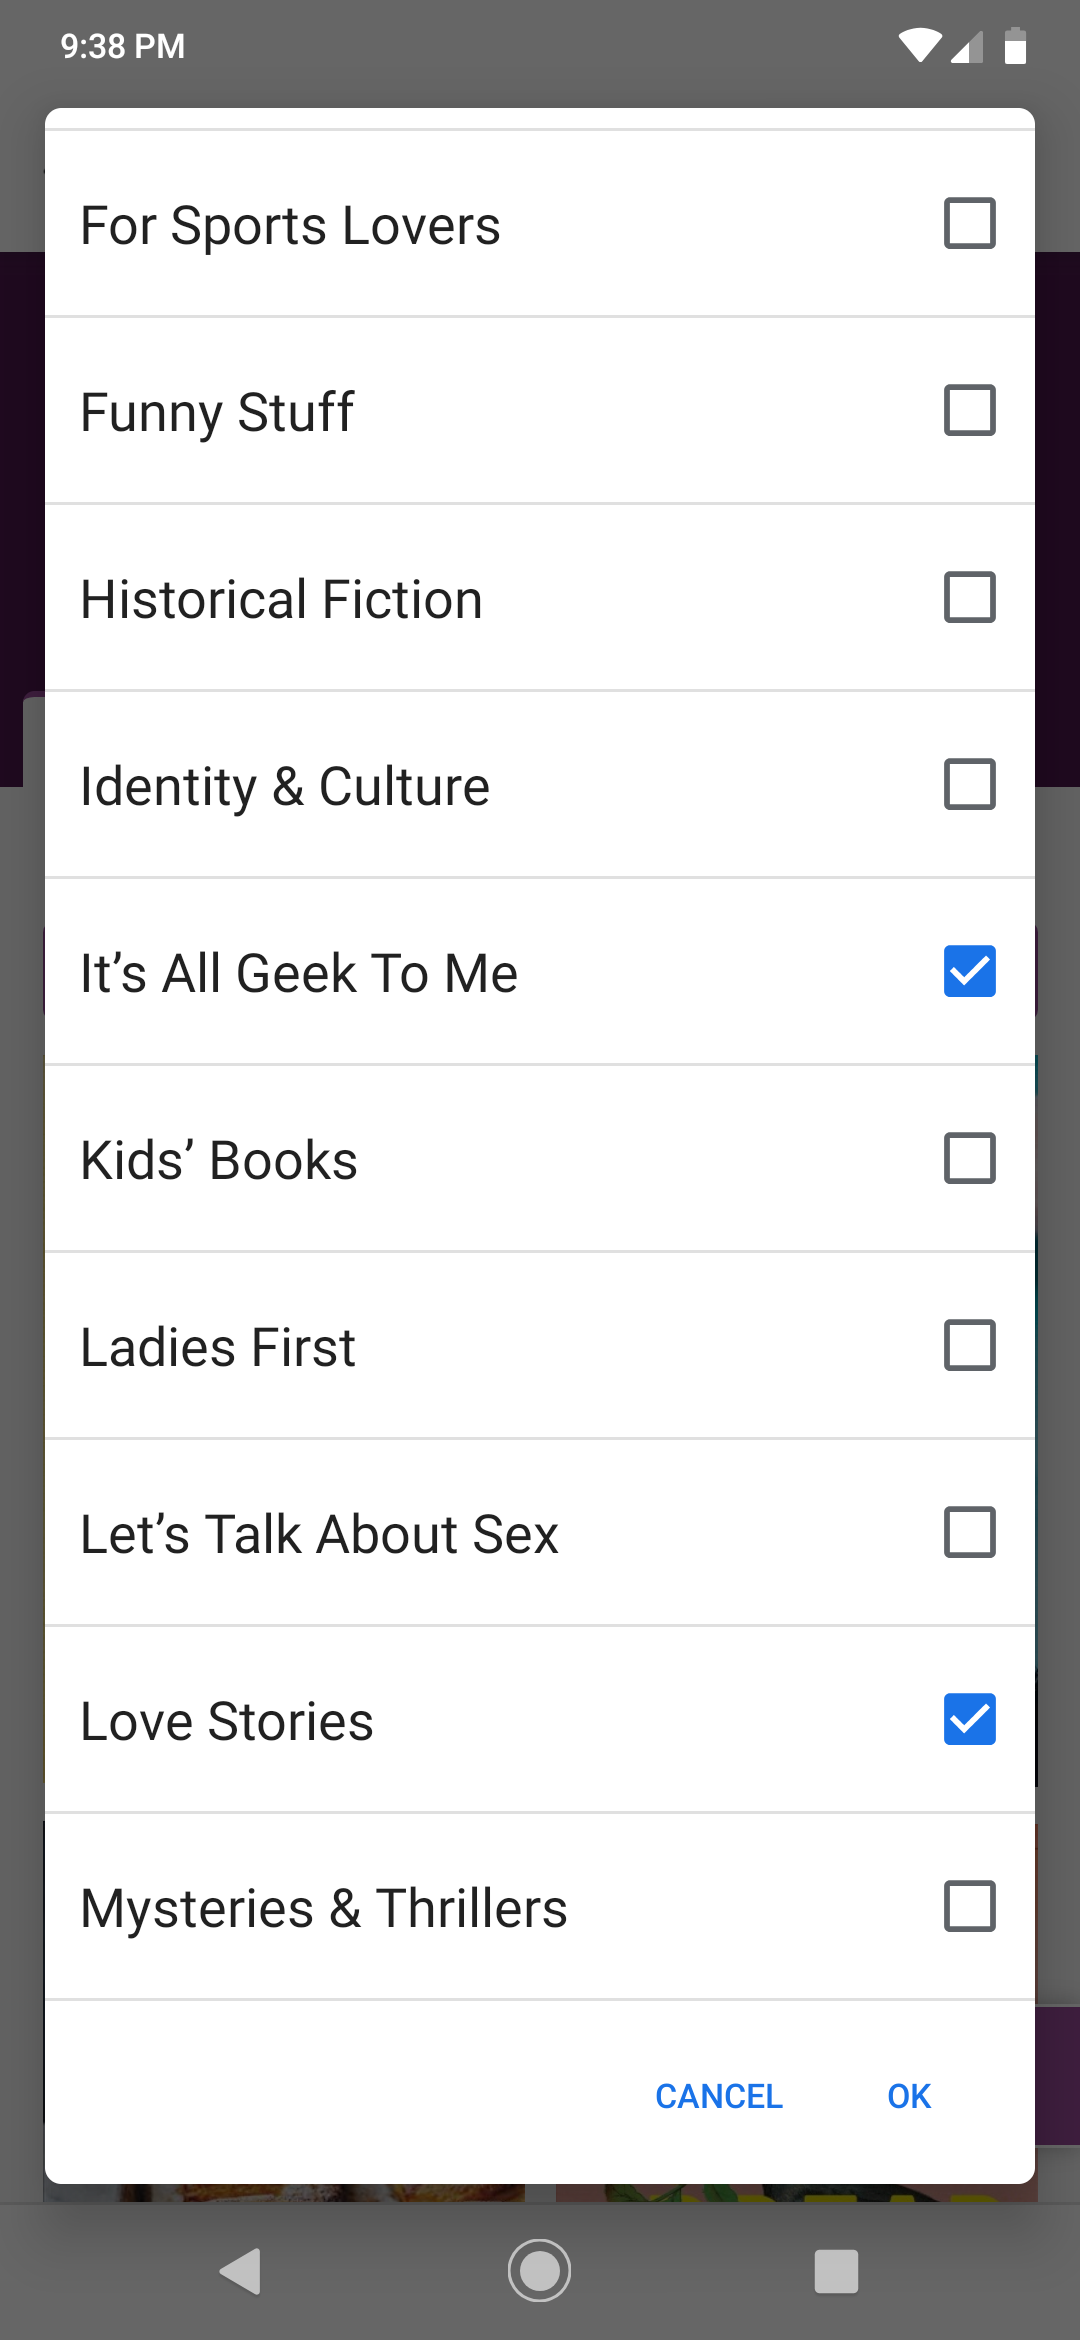 9:38 PM
For Sports Lovers
Funny Stuff
Historical Fiction
Identity & Culture
It’s All Geek To Me
Kids’ Books
Ladies First
Let’s Talk About Sex
Love Stories
Mysteries & Thrillers
CANCEL OK